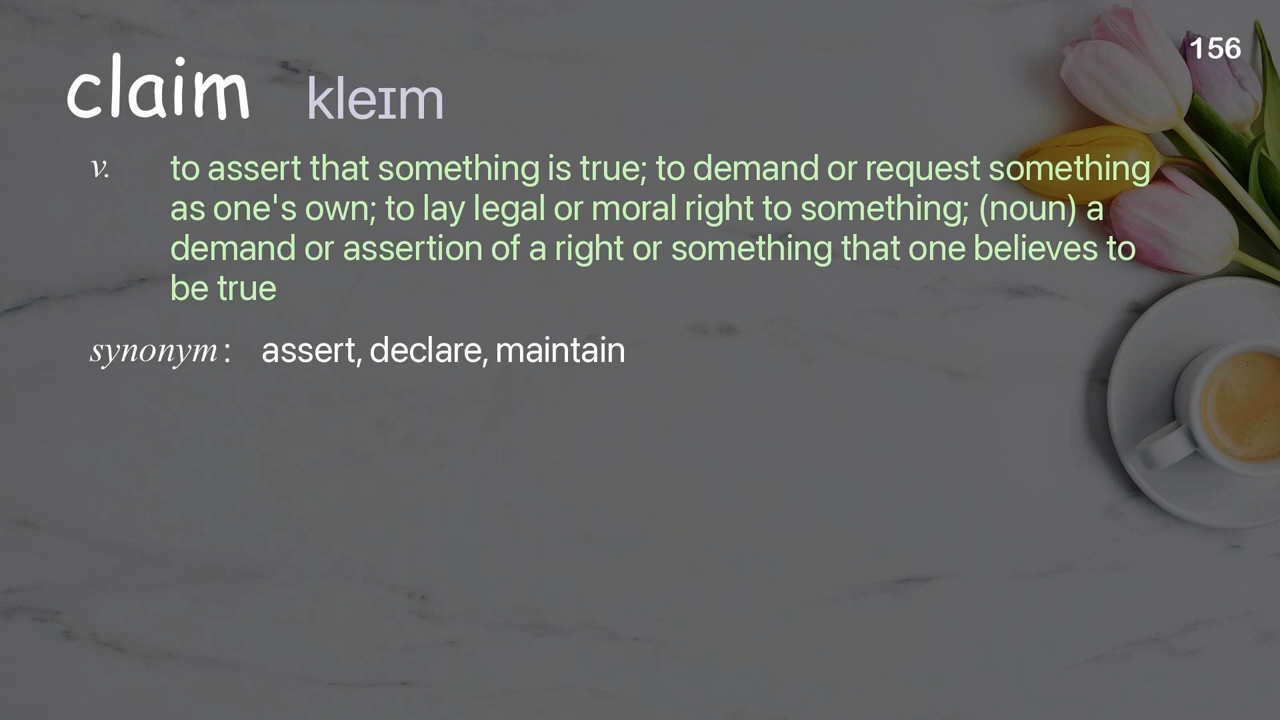 156
claim kleɪm
v. to assert that something is true; to demand or request something
as one's own; to lay legal or moral right to something; (noun) a
demand or assertion of a right or something that one believes to
be true
synonym : assert, declare, maintain